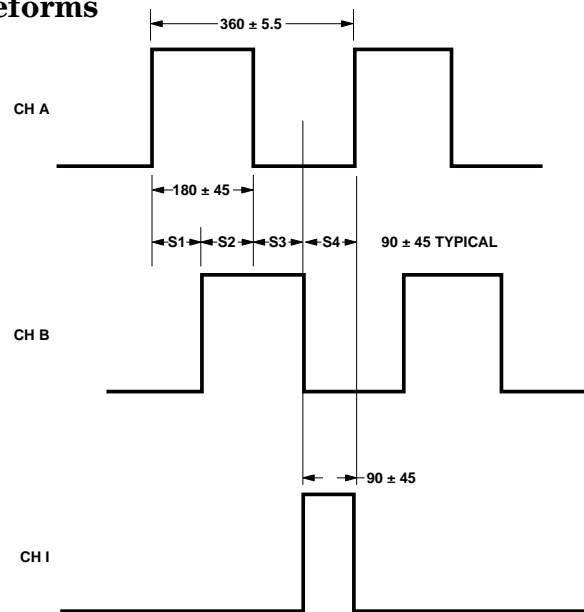 eforms
360 ± 5.5
CH A
180 ± 45
S1 S2 S3 S4 90 ± 45 TYPICAL
CH B
90 ± 45
CH I